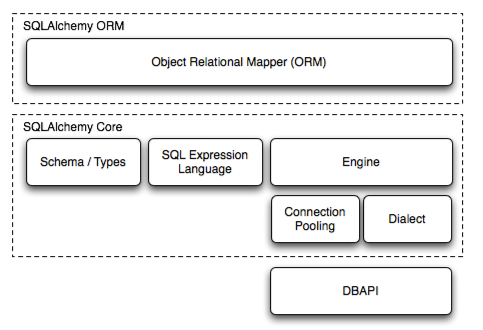 SQLAlchemy ORM
Object Relational Mapper (ORM)
SQLAlchemy Core
Schema / Types
SQL Expression
Language
Engine
Connection
Pooling
Dialect
DBAPI